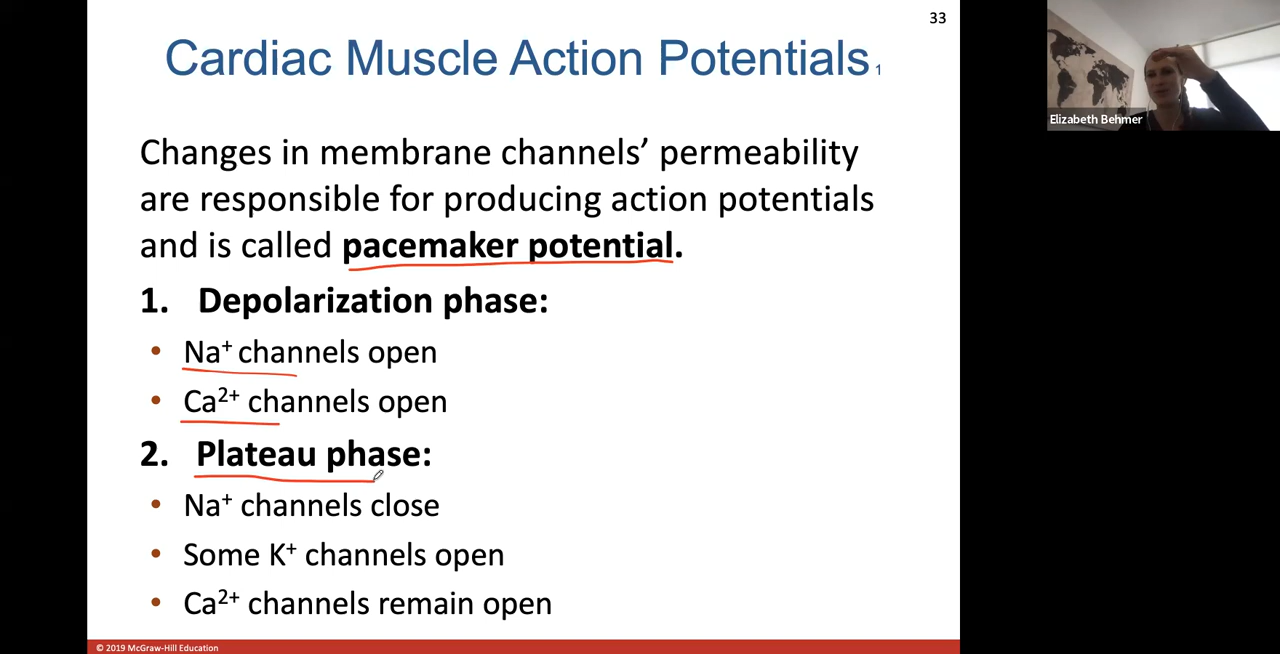 33
Cardiac Muscle Action Potentials 1
Changes in membrane channels’ permeability
are responsible for producing action potentials
and is called pacemaker potential.
1. Depolarization phase:
• Na+ channels open
• Ca2+ channels open
2. Plateau phase:
• Na+ channels close
• Some K+ channels open
• Ca2+ channels remain open
© 2019 McGraw-Hill Education
Elizabeth Behmer